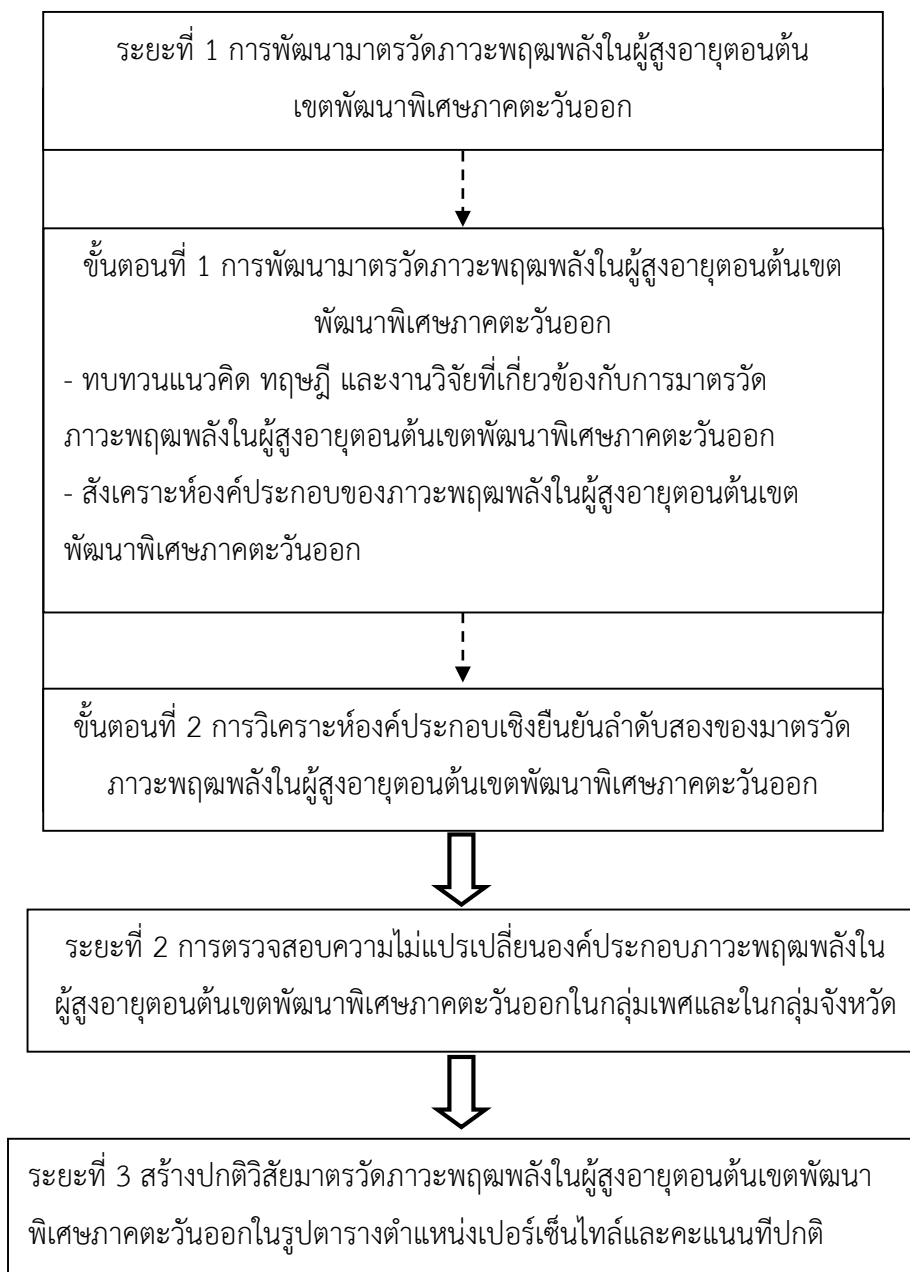 ระยะที่ 1 การพัฒนามาตรวัดภาวะพฤฒพลังในผู้สูงอายุตอนต้น
เขตพัฒนาพิเศษภาคตะวันออก
ขั้นตอนที่ 1 การพัฒนามาตรวัดภาวะพฤฒพลังในผู้สูงอายุตอนต้นเขต
พัฒนาพิเศษภาคตะวันออก
- ทบทวนแนวคิด ทฤษฎี และงานวิจัยที่เกี่ยวข้องกับการมาตรวัด
ภาวะพฤฒพลังในผู้สูงอายุตอนต้นเขตพัฒนาพิเศษภาคตะวันออก
- สังเคราะห์องค์ประกอบของภาวะพฤฒพลังในผู้สูงอายุตอนต้นเขต
พัฒนาพิเศษภาคตะวันออก
ขั้นตอนที่ 2 การวิเคราะห์องค์ประกอบเชิงยืนยันลำดับสองของมาตรวัด
ภาวะพฤฒพลังในผู้สูงอายุตอนต้นเขตพัฒนาพิเศษภาคตะวันออก
ระยะที่ 2 การตรวจสอบความไม่แปรเปลี่ยนองค์ประกอบภาวะพฤฒพลังใน
ผู้สูงอายุตอนต้นเขตพัฒนาพิเศษภาคตะวันออกในกลุ่มเพศและในกลุ่มจังหวัด
ระยะที่ 3 สร้างปกติวิสัยมาตรวัดภาวะพฤฒพลังในผู้สูงอายุตอนต้นเขตพัฒนา
พิเศษภาคตะวันออกในรูปตารางตำแหน่งเปอร์เซ็นไทล์และคะแนนทีปกติ